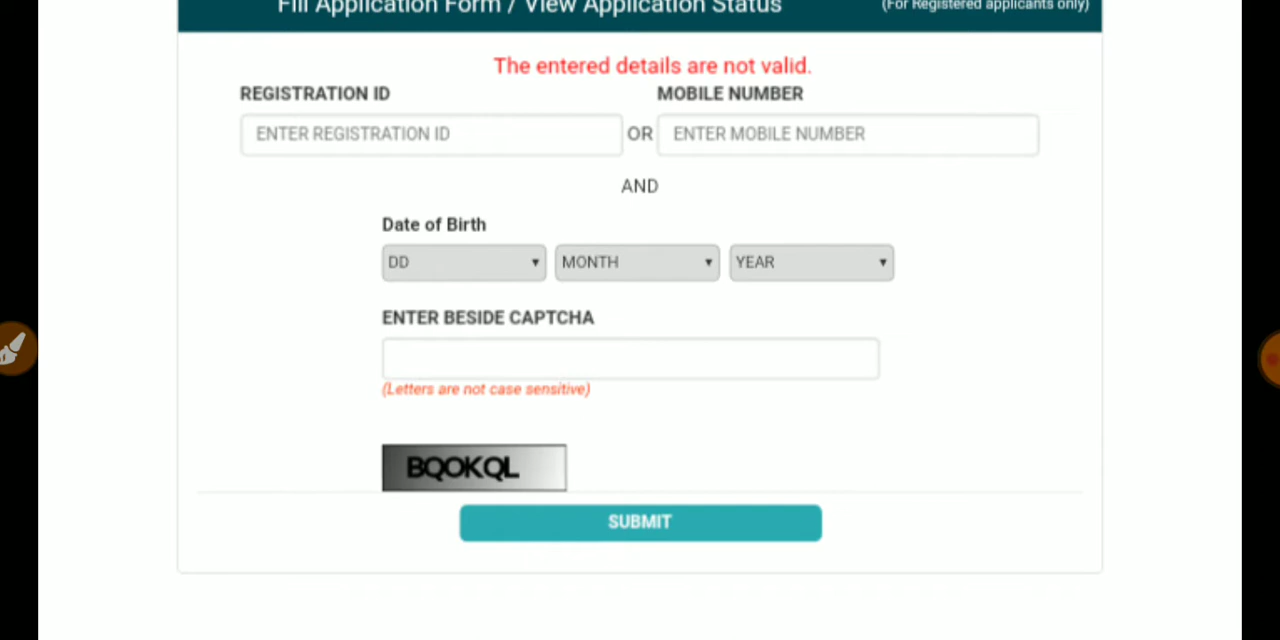 Fill Application Form / View Application Status
(For Registered applicants only)
The entered details are not valid.
REGISTRATION ID
MOBILE NUMBER
ENTER REGISTRATION ID
OR
ENTER MOBILE NUMBER
AND
Date of Birth
DD
MONTH
YEAR
ENTER BESIDE CAPTCHA
(Letters are not case sensitive)
BQOKQL
SUBMIT